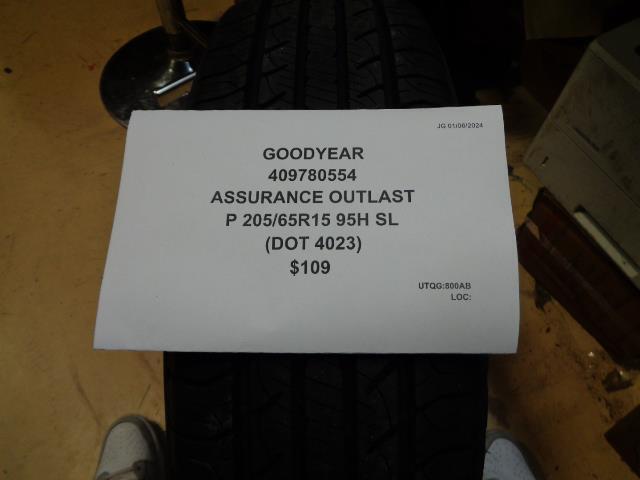 JG 01/06/2024
GOODYEAR
409780554
ASSURANCE OUTLAST
P 205/65R15 95H SL
(DOT 4023)
$109
UTQG:800AB
LOC: